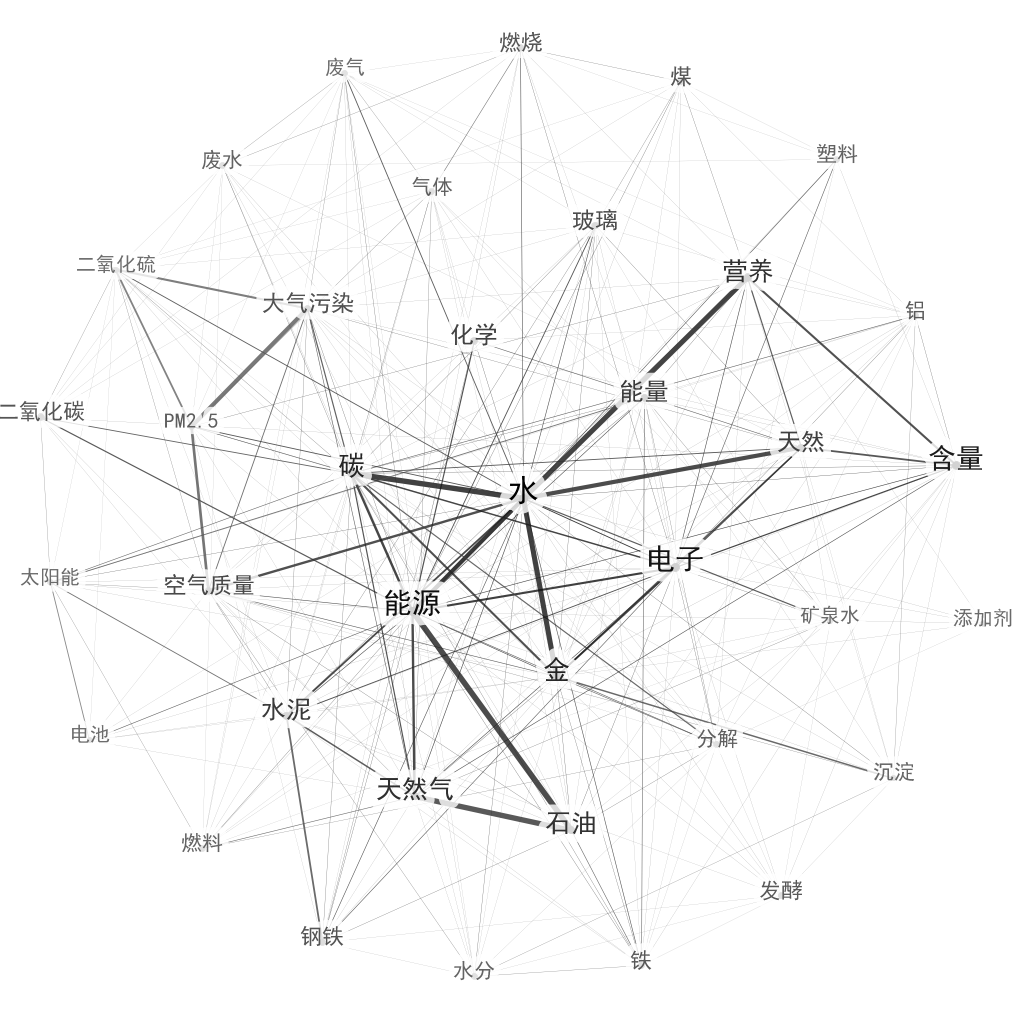 燃烧
废气
煤
塑料
废水
气体
玻璃
二氧化硫
营养
大气污染
铝
化学
能量
二氧化碳
PM2.5
天然
含量
碳
水
电子
太阳能
空气质量
能源
矿泉水
添加剂
金
水泥
电池
分解
沉淀
天然气
石油
燃料
发酵
钢铁
铁
水分